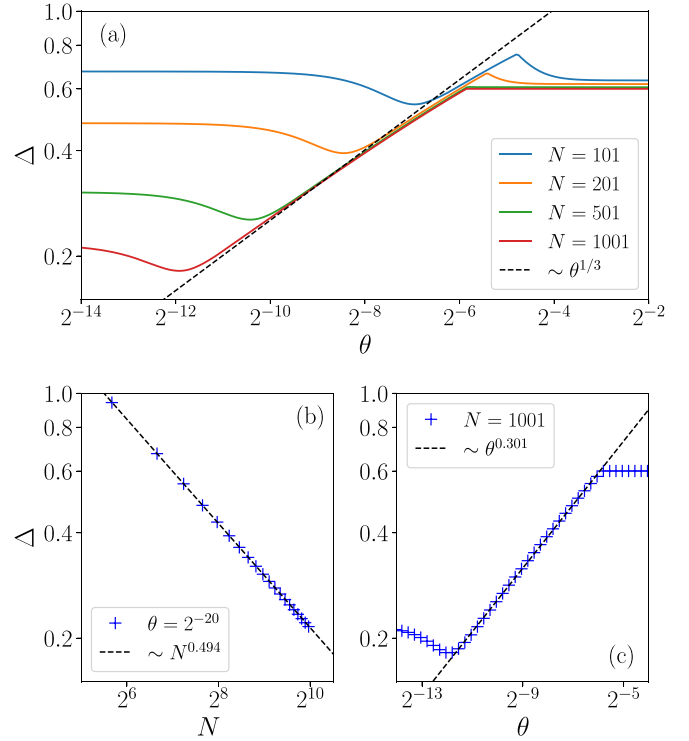 (a)
1.0
0.8
0.6
0.4
0.2
Δ
N = 101
N = 201
N = 501
N = 1001
∼ θ^{1/3}
2^{−14} 2^{−12} 2^{−10} 2^{−8} 2^{−6} 2^{−4} 2^{−2}
θ
(b)
1.0
0.8
0.6
0.4
0.2
Δ
θ = 2^{−20}
∼ N^{0.494}
2^{6} 2^{8} 2^{10}
N
1.0
0.8
0.6
0.4
0.2
N = 1001
∼ θ^{0.301}
(c)
2^{−13} 2^{−9} 2^{−5}
θ